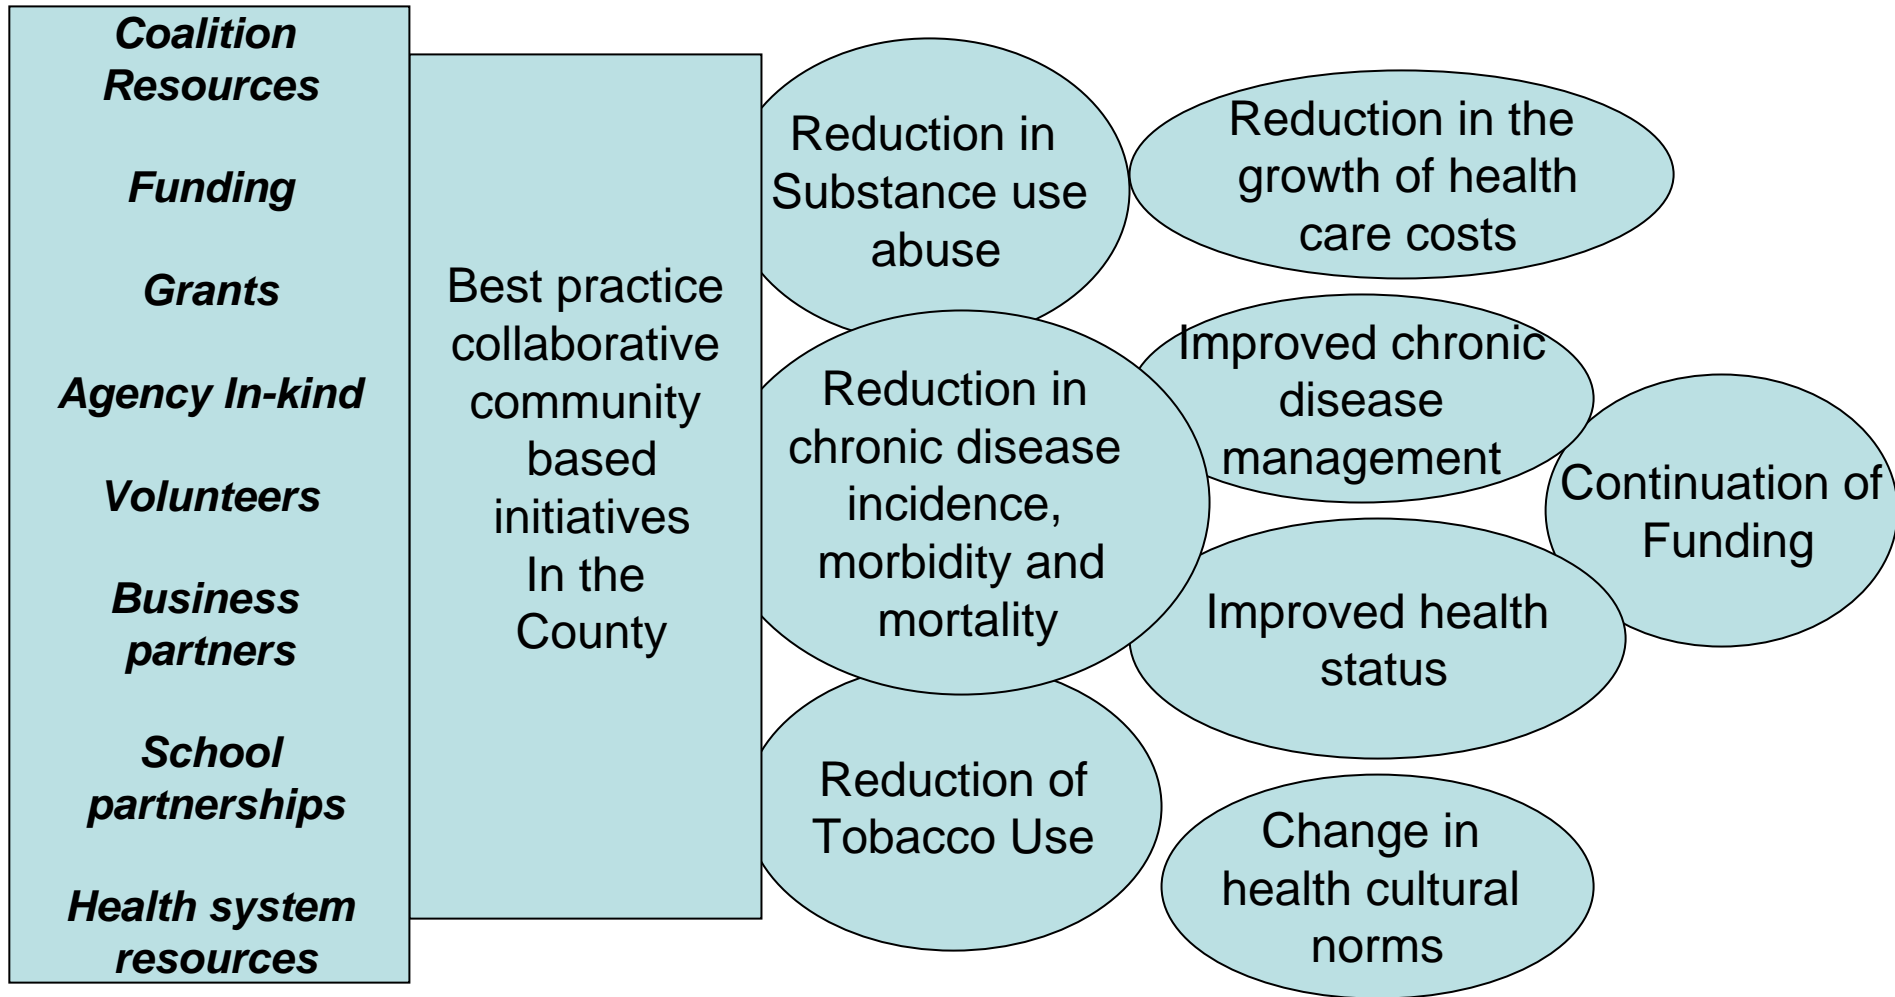 Coalition
Resources
Funding
Grants
Agency In-kind
Volunteers
Business
partners
School
partnerships
Health system
resources
Best practice
collaborative
community
based
initiatives
In the
County
Reduction in
Substance use
abuse
Reduction in
chronic disease
incidence,
morbidity and
mortality
Reduction of
Tobacco Use
Reduction in the
growth of health
care costs
Improved chronic
disease
management
Improved health
status
Change in
health cultural
norms
Continuation of
Funding